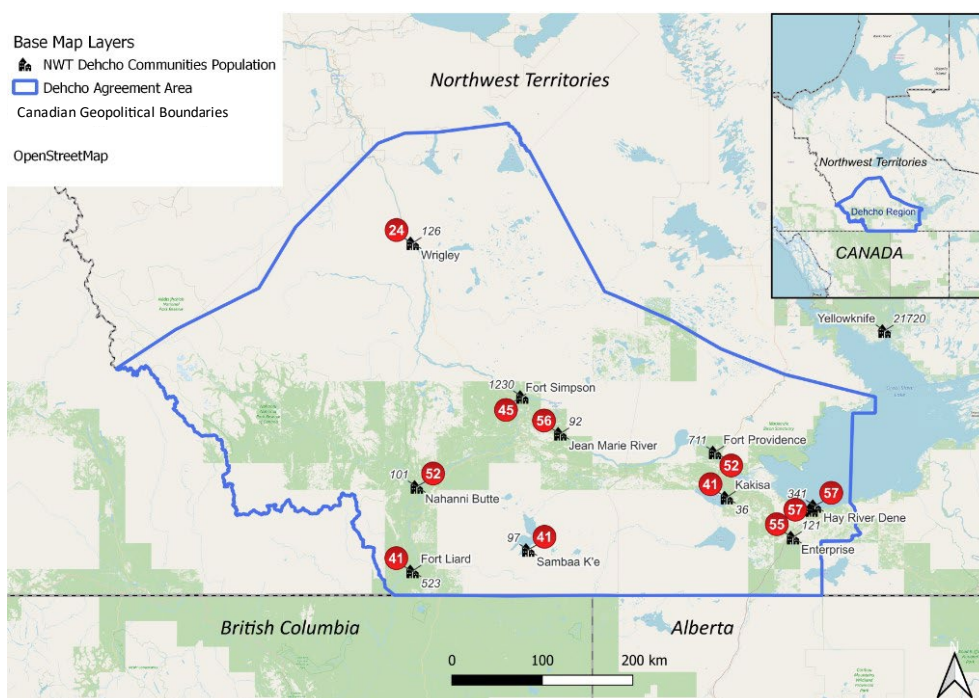 Base Map Layers
NWT Dehcho Communities Population
Dehcho Agreement Area
Canadian Geopolitical Boundaries
OpenStreetMap
Northwest Territories
Northwest Territories
Dehcho Region
CANADA
24
126
Wrigley
Yellowknife
21720
1230
Fort Simpson
45
56
92
Jean Marie River
711
Fort Providence
52
101
52
Nahanni Butte
41
Kakisa
36
341
57
57
Hay River Dene
55
121
Enterprise
97
41
Sambaa K'e
41
Fort Liard
523
British Columbia
Alberta
0
100
200 km